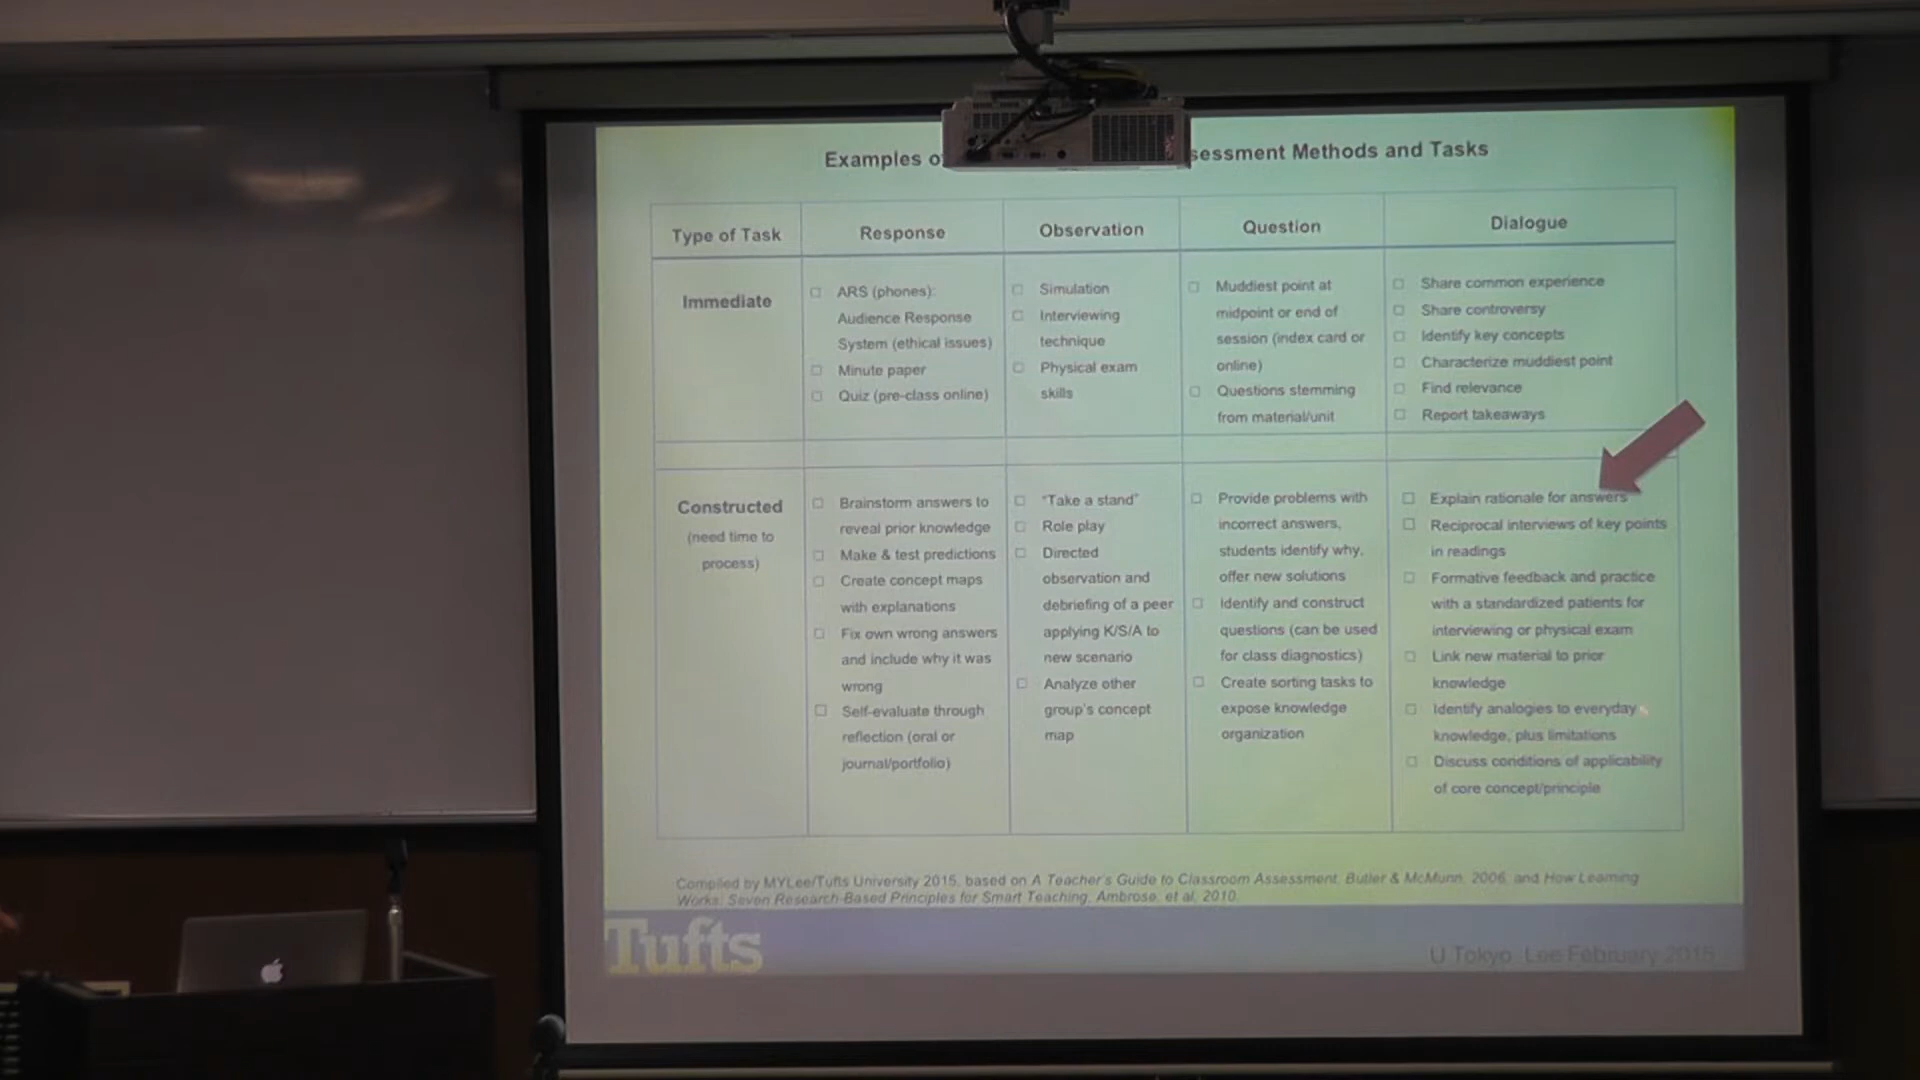 Examples o
sessment Methods and Tasks
Type of Task
Response
Observation
Question
Dialogue
Immediate
ARS (phones):
Audience Response
System (ethical issues)
Minute paper
Quiz (pre-class online)
Simulation
Interviewing
technique
Physical exam
skills
Muddiest point at
midpoint or end of
session (index card or
online)
Questions stemming
from material/unit
Share common experience
Share controversy
Identify key concepts
Characterize muddiest point
Find relevance
Report takeaways
Constructed
(need time to
process)
Brainstorm answers to
reveal prior knowledge
Make & test predictions
Create concept maps
with explanations
Fix own wrong answers
and include why it was
wrong
Self-evaluate through
reflection (oral or
journal/portfolio)
"Take a stand"
Role play
Directed
observation and
debriefing of a peer
applying K/S/A to
new scenario
Analyze other
group's concept
map
Provide problems with
incorrect answers,
students identify why,
offer new solutions
Identify and construct
questions (can be used
for class diagnostics)
Create sorting tasks to
expose knowledge
organization
Explain rationale for answers
Reciprocal interviews of key points
in readings
Formative feedback and practice
with a standardized patients for
interviewing or physical exam
Link new material to prior
knowledge
Identify analogies to everyday
knowledge, plus limitations
Discuss conditions of applicability
of core concept/principle
Compiled by MYLee/Tufts University 2015, based on A Teacher's Guide to Classroom Assessment, Butler & McMunn, 2006, and How Learning
Works: Seven Research-Based Principles for Smart Teaching, Ambrose, et al, 2010.
Tufts
U Tokyo Lee February 2015